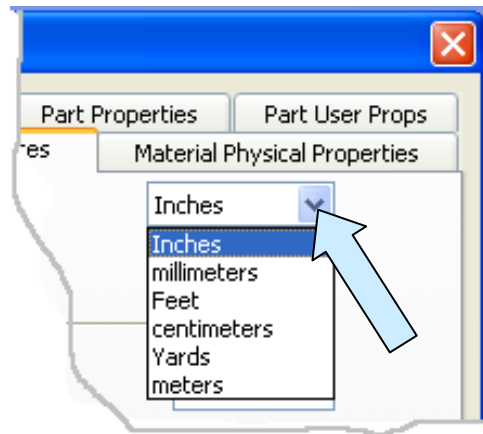 Part Properties Part User Props
res Material Physical Properties
Inches
Inches
millimeters
Feet
centimeters
Yards
meters